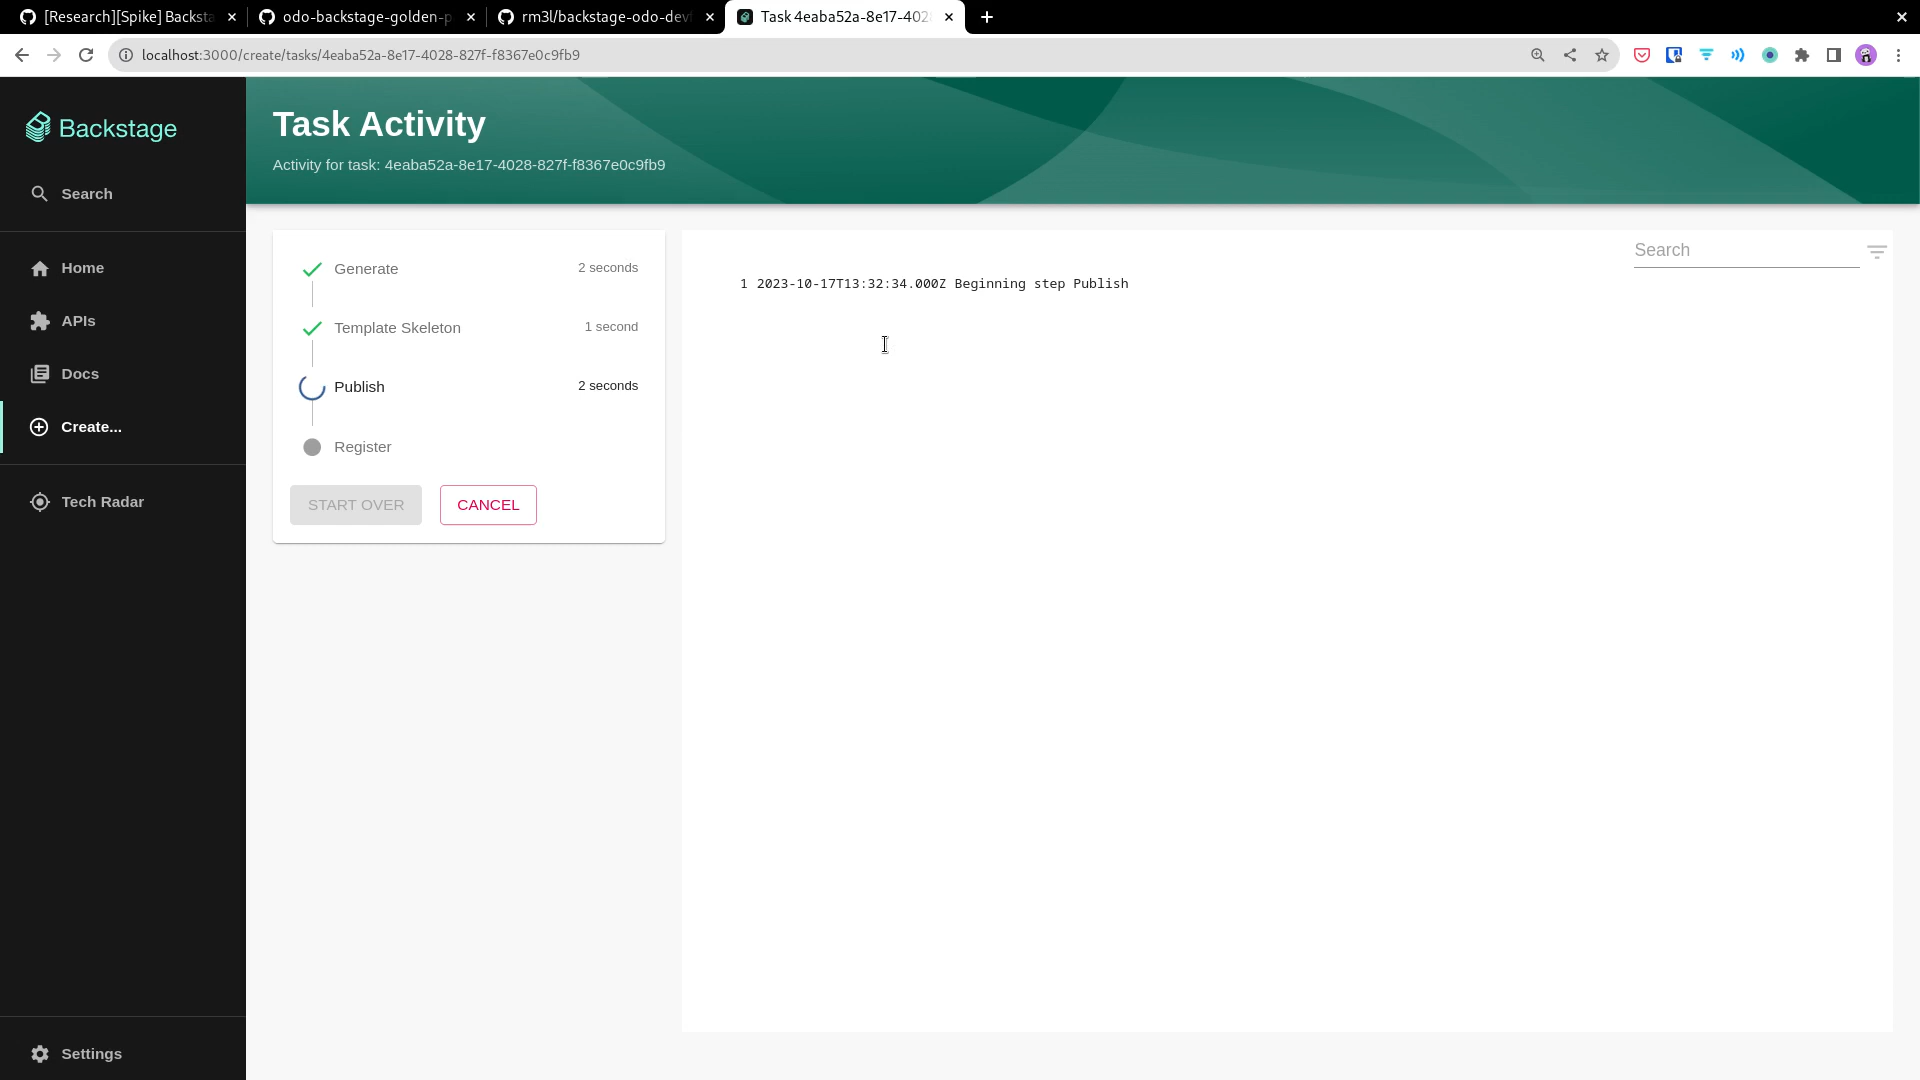 [Research][Spike] Backsta
odo-backstage-golden-p
rm3l/backstage-odo-devf
Task 4eaba52a-8e17-402
localhost:3000/create/tasks/4eaba52a-8e17-4028-827f-f8367e0c9fb9
Backstage
Search
Home
APIs
Docs
Create...
Tech Radar
Settings
Task Activity
Activity for task: 4eaba52a-8e17-4028-827f-f8367e0c9fb9
Generate 2 seconds
Template Skeleton 1 second
Publish 2 seconds
Register
START OVER CANCEL
Search
1 2023-10-17T13:32:34.000Z Beginning step Publish